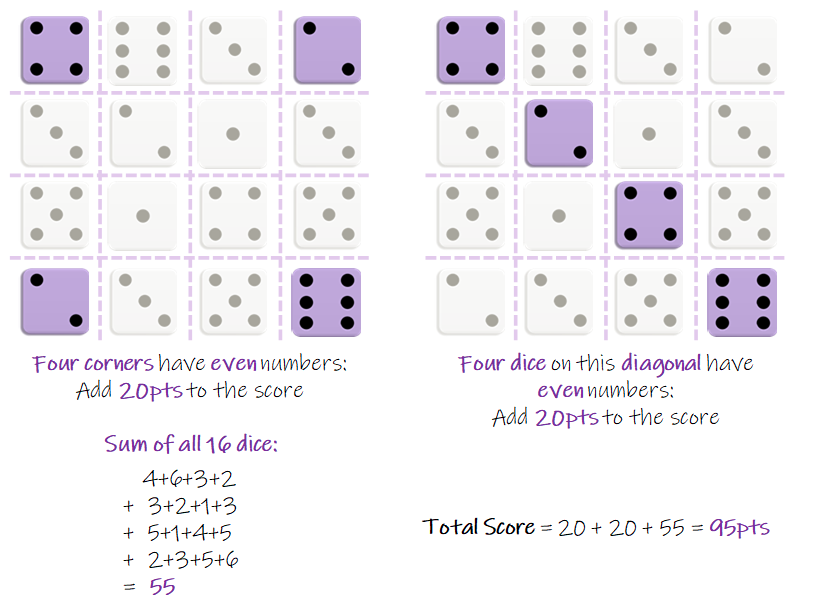 Four corners have even numbers:
Add 20pts to the score
Sum of all 16 dice:
4+6+3+2
+ 3+2+1+3
+ 5+1+4+5
+ 2+3+5+6
= 55
Four dice on this diagonal have
even numbers:
Add 20pts to the score
Total Score = 20 + 20 + 55 = 95pts